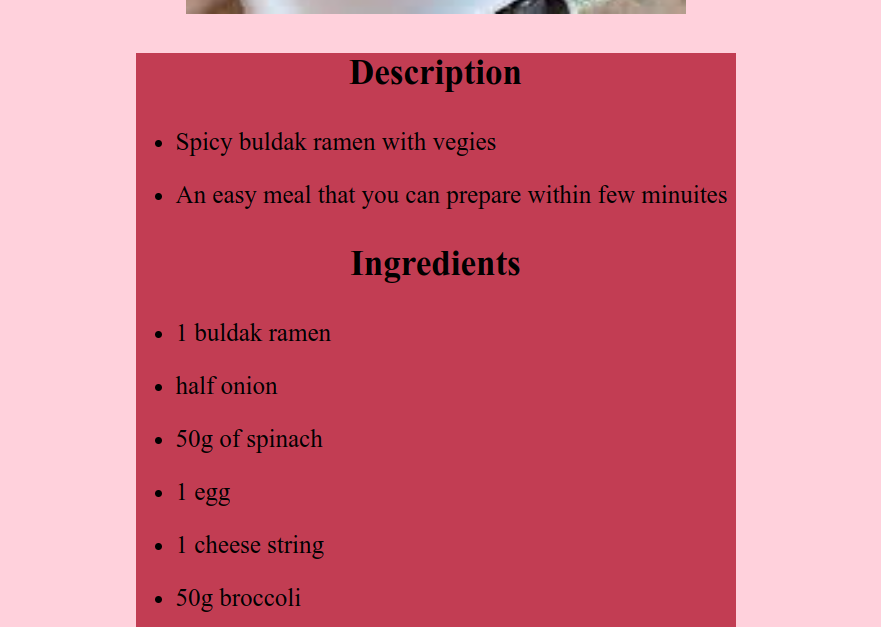 Description
• Spicy buldak ramen with vegies
• An easy meal that you can prepare within few minuites
Ingredients
• 1 buldak ramen
• half onion
• 50g of spinach
• 1 egg
• 1 cheese string
• 50g broccoli